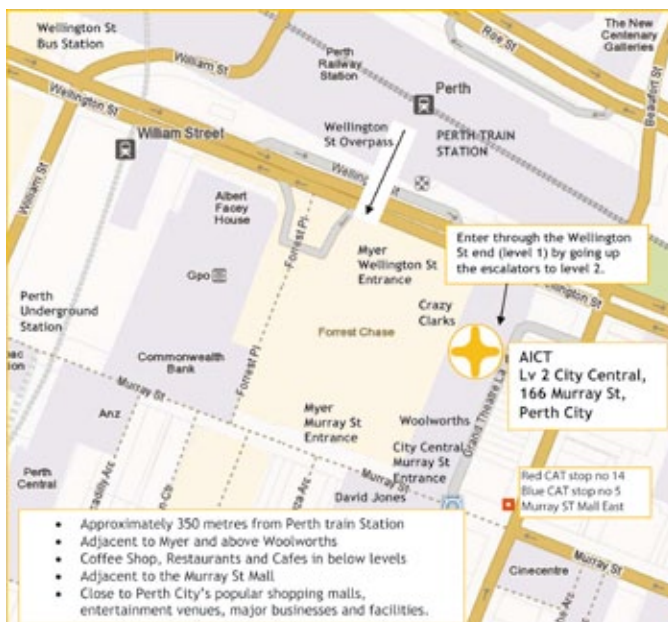 Wellington St
Bus Station
William St
Perth
Railway
Station
Roe St
The New
Centenary
Galleries
Beaufort St
Perth
Wellington St
William Street
Wellington
St Overpass
PERTH TRAIN
STATION
Wellington St
William St
Albert
Facey
House
Forrest Pl
Enter through the Wellington
St end (level 1) by going up
the escalators to level 2.
Myer
Wellington St
Entrance
Gpo
Wellington St
Crazy
Clarks
Perth
Underground
Station
Forrest Chase
Commonwealth
Bank
Forrest Pl
AICT
Lv 2 City Central,
166 Murray St,
Perth City
Murray St
Grand Theatre La
Anz
Myer
Murray St
Entrance
Woolworths
City Central
Murray St
Entrance
Murray St
Perth
Central
David Jones
Red CAT stop no 14
Blue CAT stop no 5
Murray ST Mall East
• Approximately 350 metres from Perth train Station
• Adjacent to Myer and above Woolworths
• Coffee Shop, Restaurants and Cafes in below levels
• Adjacent to the Murray St Mall
• Close to Perth City's popular shopping malls,
entertainment venues, major businesses and facilities.
Murray St
Cinecentre